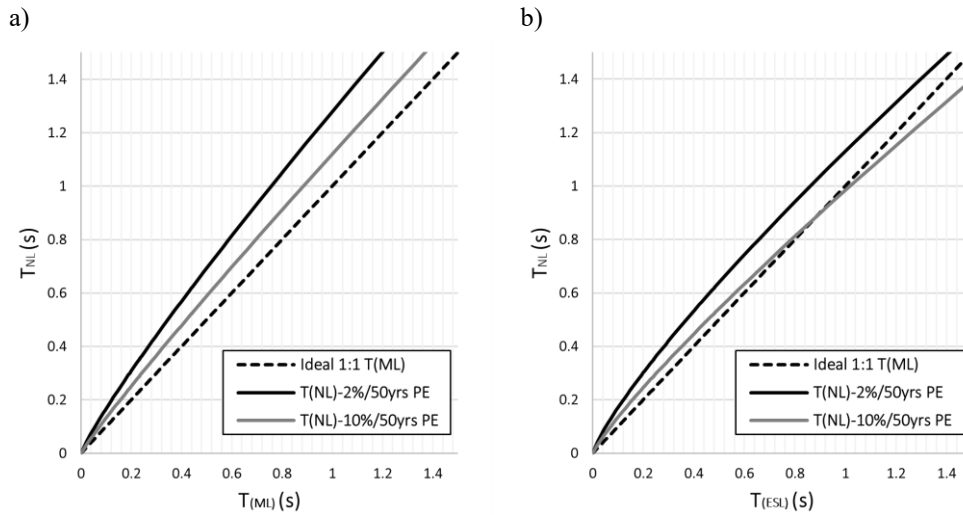 a)
b)
T_NL (s)
1.4
1.2
1
0.8
0.6
0.4
0.2
0
0 0.2 0.4 0.6 0.8 1 1.2 1.4
T(ML) (s)
Ideal 1:1 T(ML)
T(NL)-2%/50yrs PE
T(NL)-10%/50yrs PE
T_NL (s)
1.4
1.2
1
0.8
0.6
0.4
0.2
0
0 0.2 0.4 0.6 0.8 1 1.2 1.4
T(ESL) (s)
Ideal 1:1 T(ML)
T(NL)-2%/50yrs PE
T(NL)-10%/50yrs PE